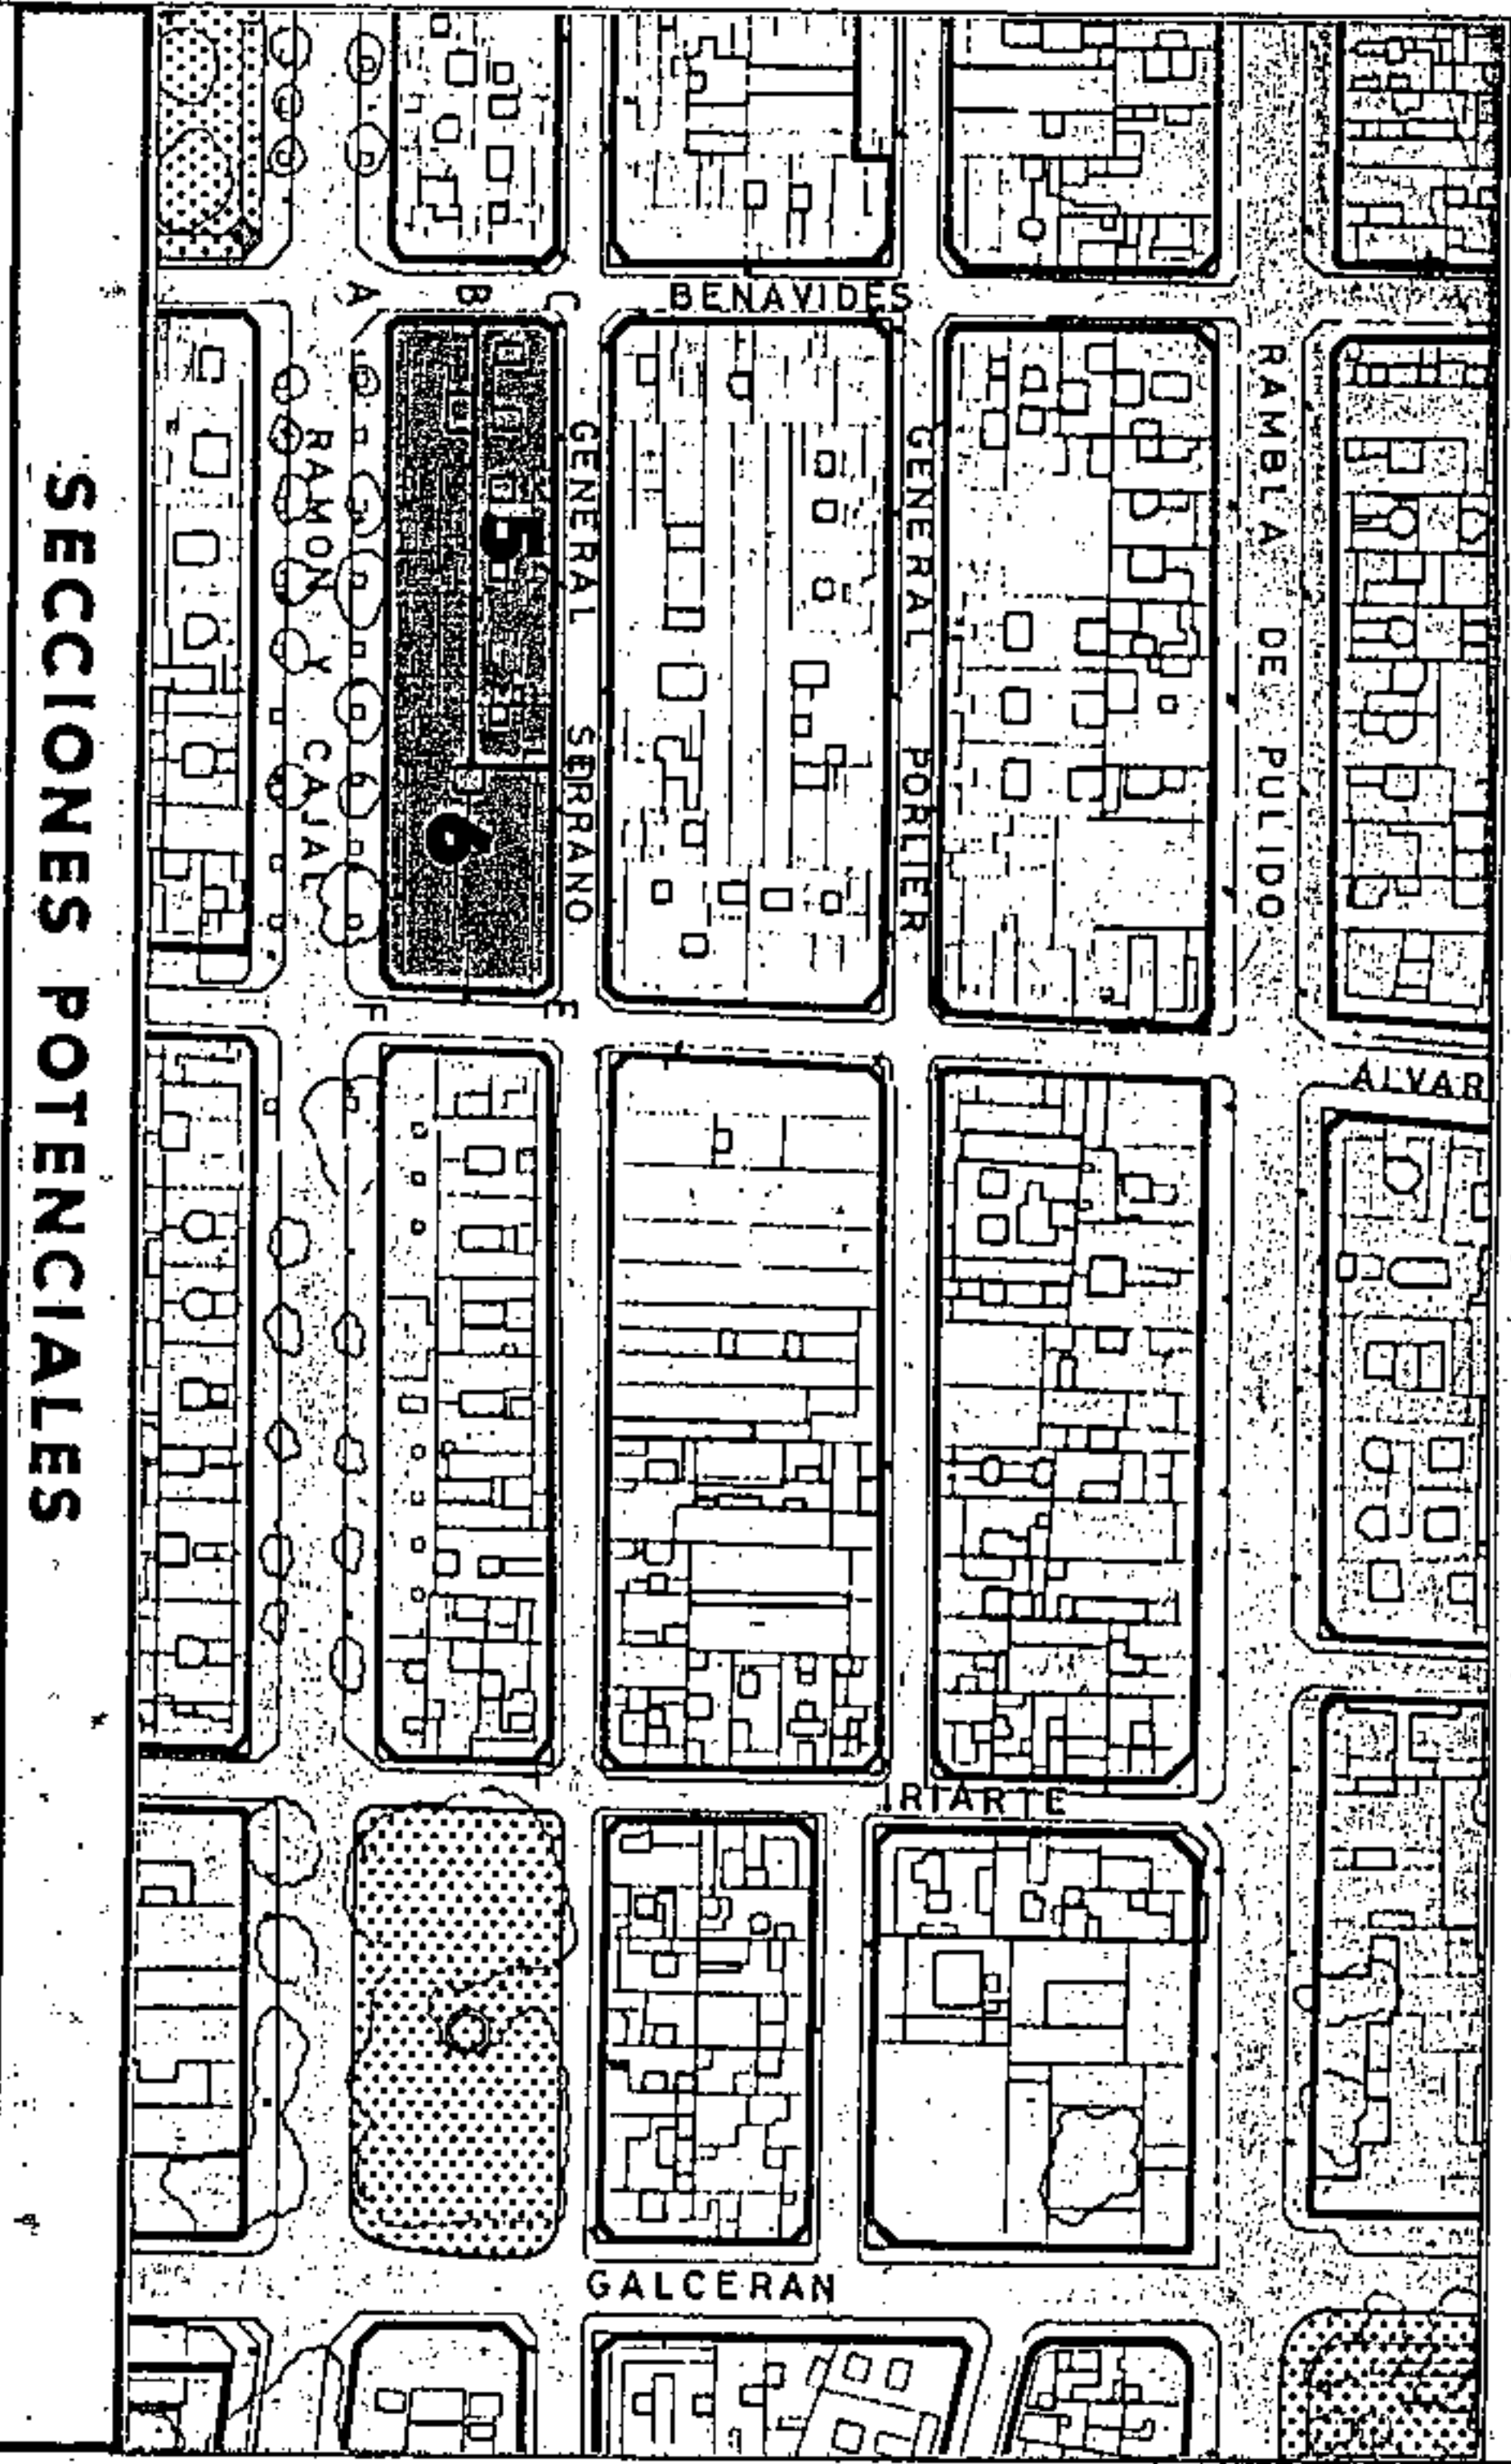 SECCIONES POTENCIALES
A
B
C
BENAVIDES
RAMON Y CAJAL
5
6
GENERAL SERRANO
GENERAL PORLIER
RAMBLA DE PULIDO
F
E
ALVAR
IRIARTE
GALCERAN